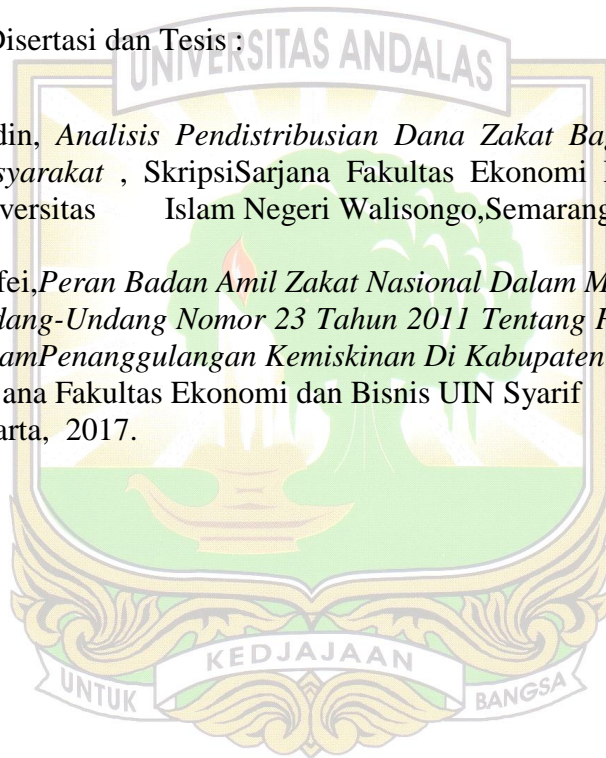 Disertasi dan Tesis :
UNIVERSITAS ANDALAS
din, Analisis Pendistribusian Dana Zakat Bag
syarakat , SkripsiSarjana Fakultas Ekonomi
versitas Islam Negeri Walisongo,Semarang
fei,Peran Badan Amil Zakat Nasional Dalam M
dang-Undang Nomor 23 Tahun 2011 Tentang
amPenanggulangan Kemiskinan Di Kabupaten
ana Fakultas Ekonomi dan Bisnis UIN Syarif
arta, 2017.
UNTUK KEDJAJAAN BANGSA